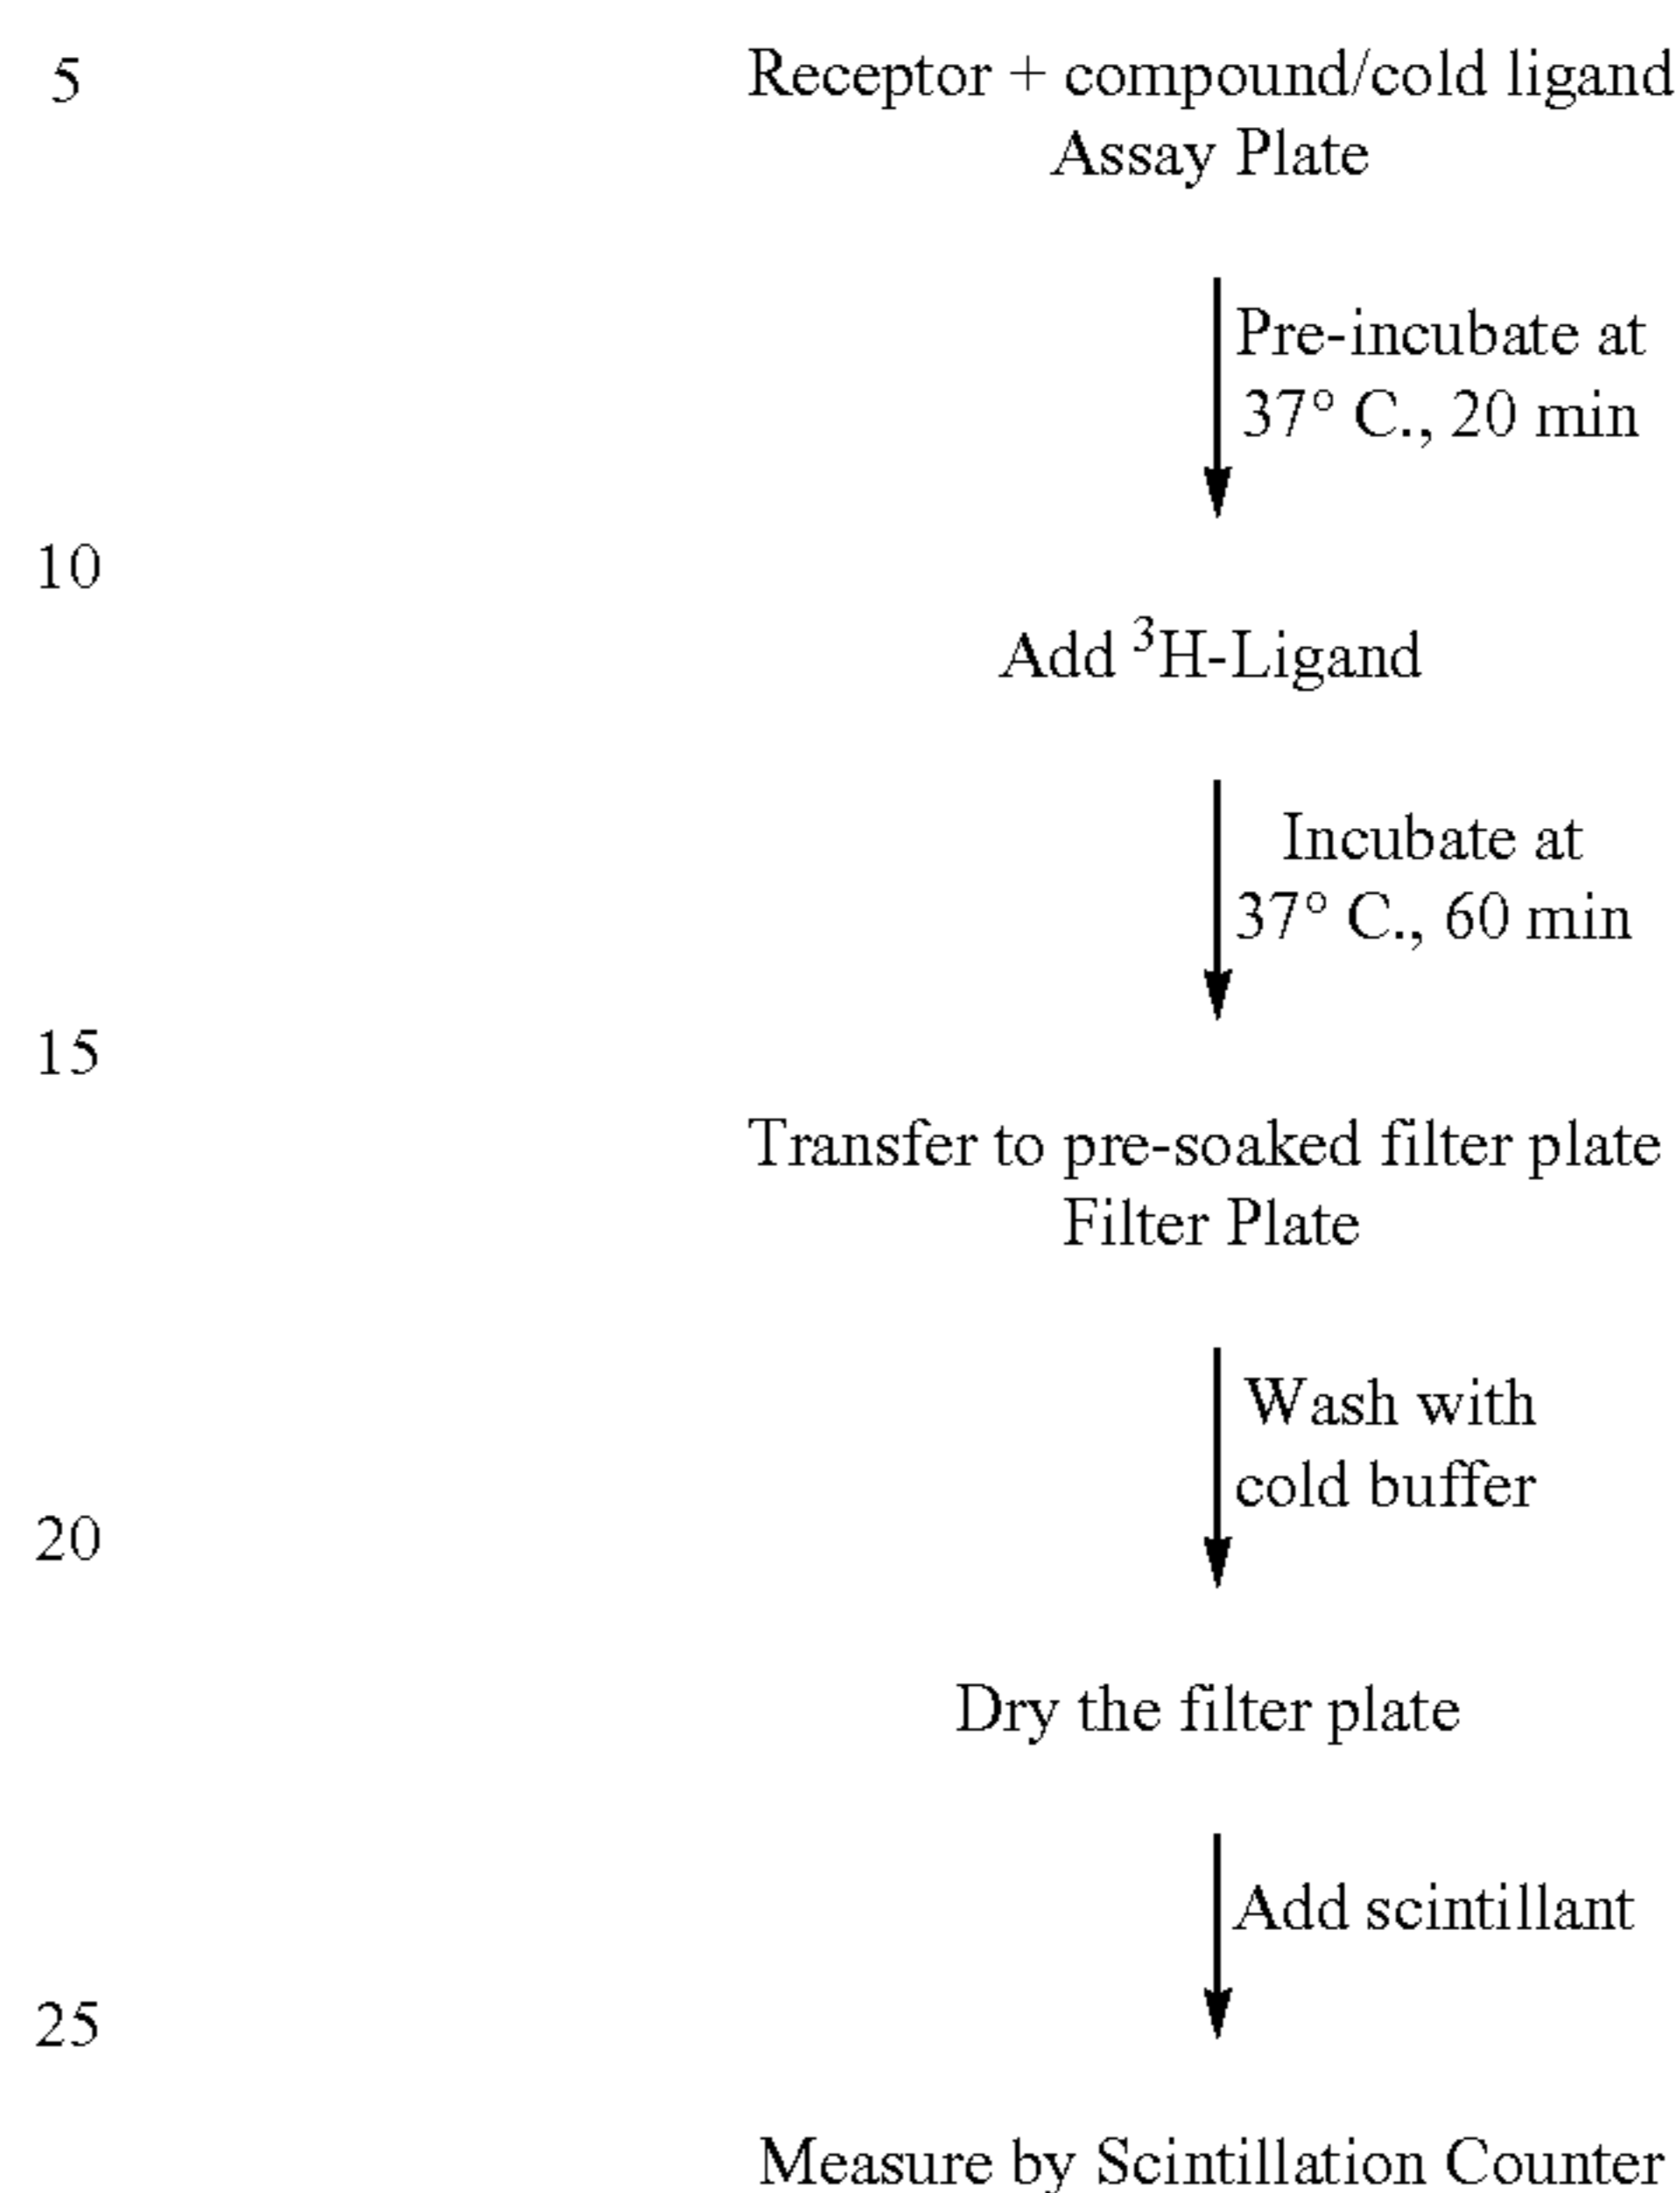 5
Receptor + compound/cold ligand
Assay Plate
Pre-incubate at
37° C., 20 min
10
Add ³H-Ligand
Incubate at
37° C., 60 min
15
Transfer to pre-soaked filter plate
Filter Plate
Wash with
cold buffer
20
Dry the filter plate
Add scintillant
25
Measure by Scintillation Counter